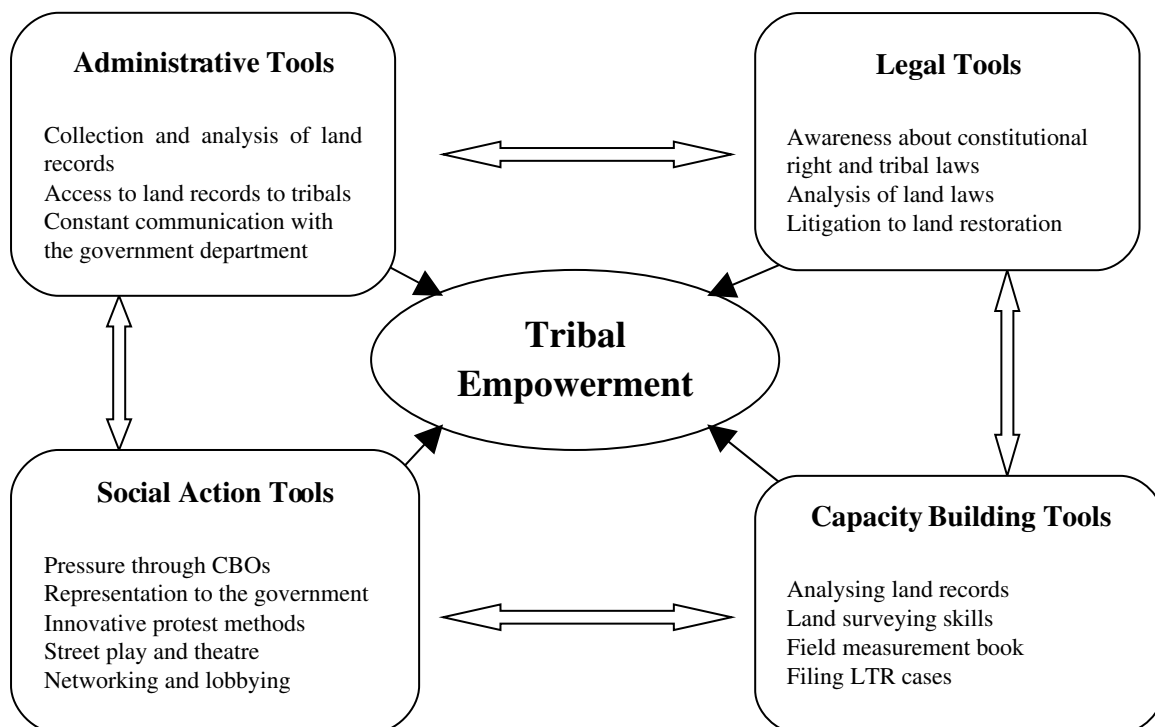 Administrative Tools
Collection and analysis of land
records
Access to land records to tribals
Constant communication with
the government department
Legal Tools
Awareness about constitutional
right and tribal laws
Analysis of land laws
Litigation to land restoration
Tribal
Empowerment
Social Action Tools
Pressure through CBOs
Representation to the government
Innovative protest methods
Street play and theatre
Networking and lobbying
Capacity Building Tools
Analysing land records
Land surveying skills
Field measurement book
Filing LTR cases